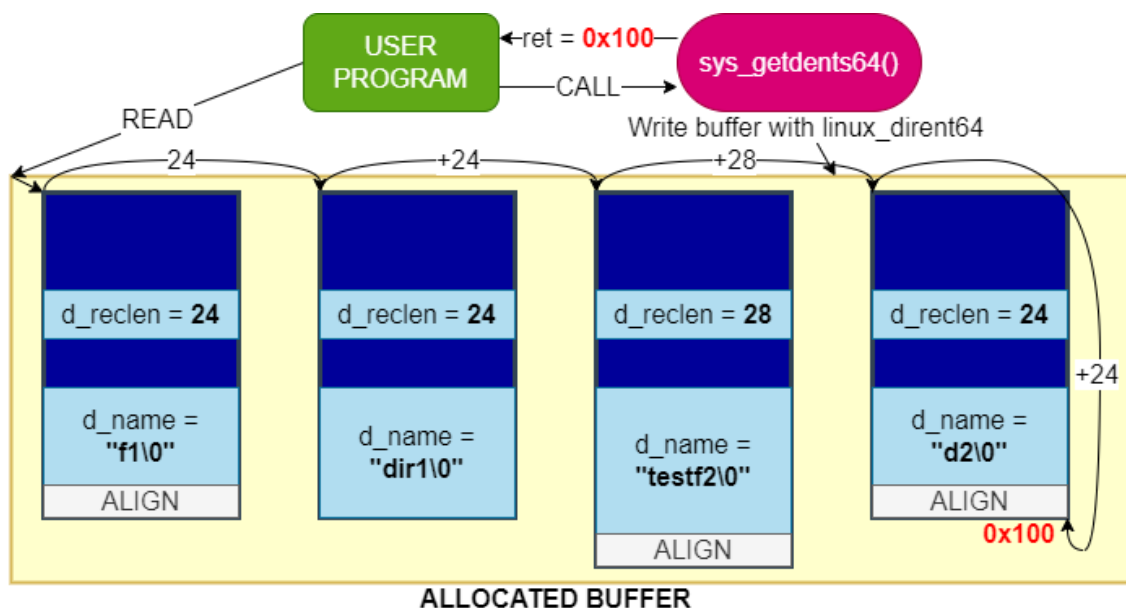 USER
PROGRAM
ret = 0x100
sys_getdents64()
CALL
READ
Write buffer with linux_dirent64
24
+24
+28
d_reclen = 24
d_reclen = 24
d_reclen = 28
d_reclen = 24
+24
d_name =
"f1\0"
d_name =
"dir1\0"
d_name =
"testf2\0"
d_name =
"d2\0"
ALIGN
ALIGN
ALIGN
0x100
ALLOCATED BUFFER